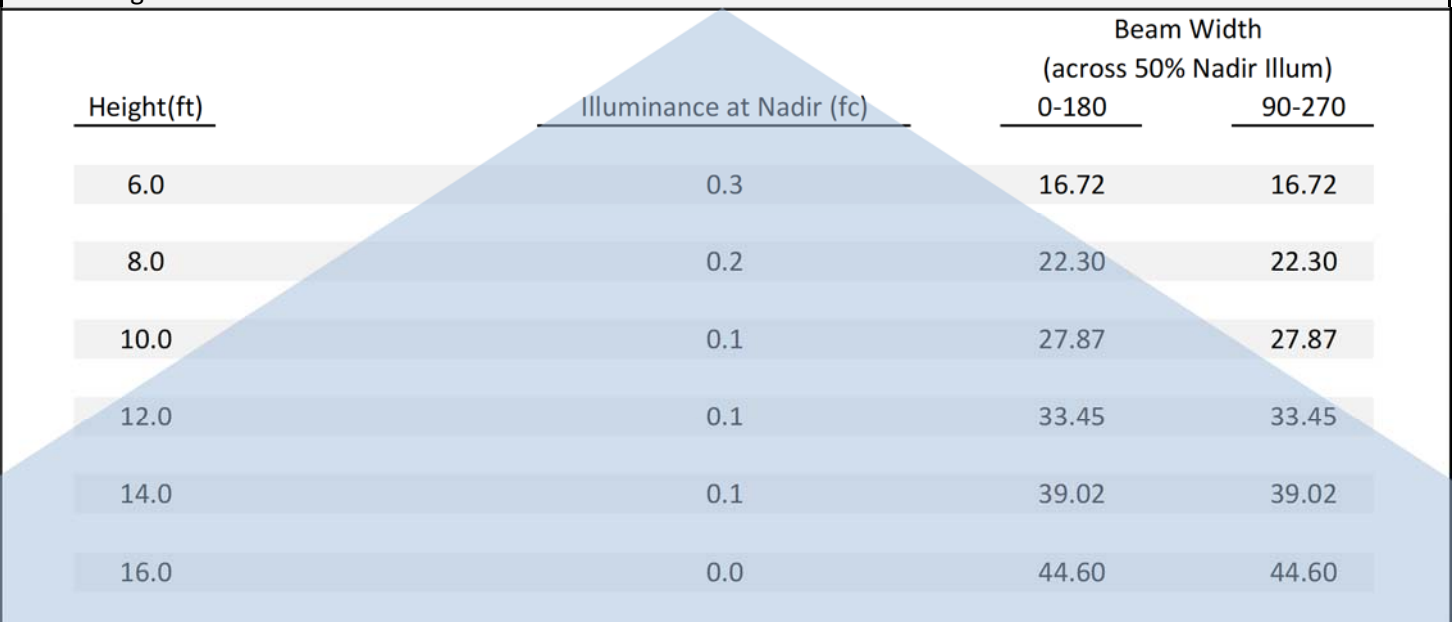 Beam Width
(across 50% Nadir Illum)
Height(ft) Illuminance at Nadir (fc) 0-180 90-270
6.0 0.3 16.72 16.72
8.0 0.2 22.30 22.30
10.0 0.1 27.87 27.87
12.0 0.1 33.45 33.45
14.0 0.1 39.02 39.02
16.0 0.0 44.60 44.60